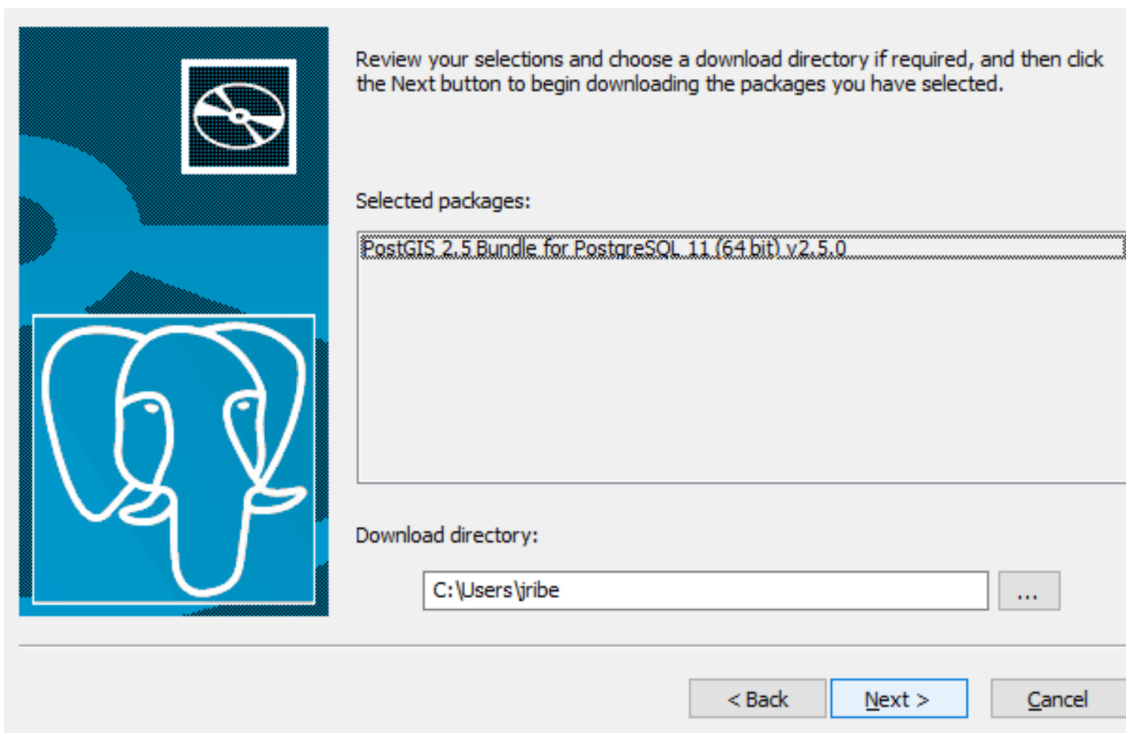 Review your selections and choose a download directory if required, and then click
the Next button to begin downloading the packages you have selected.
Selected packages:
PostGIS 2.5 Bundle for PostgreSQL 11 (64 bit) v2.5.0
Download directory:
C:\Users\jribe
...
< Back
Next >
Cancel